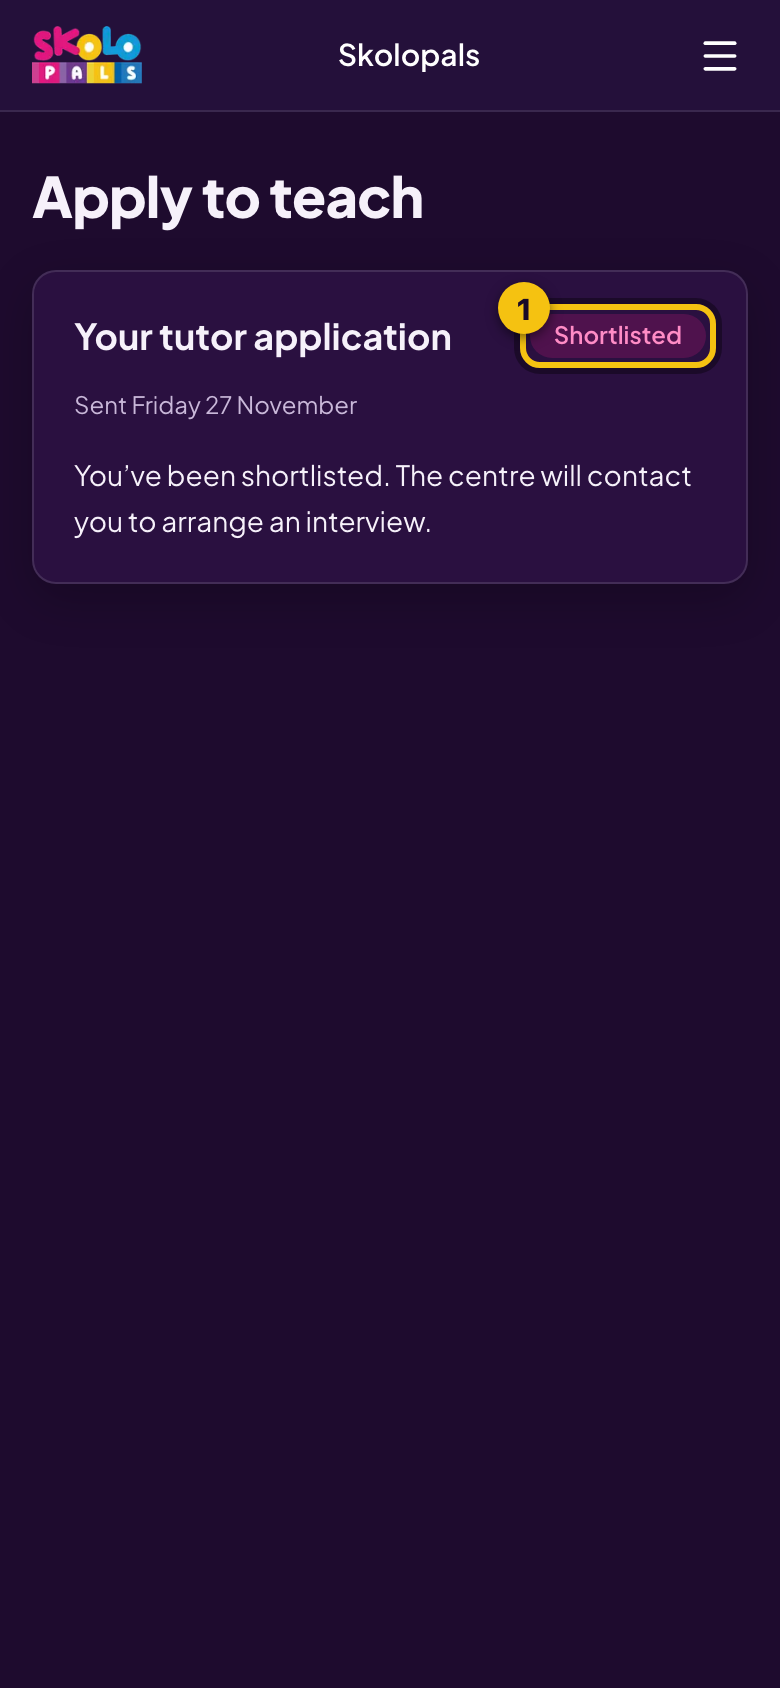 SKOLO
PALS
Skolopals
Apply to teach
Your tutor application
1
Shortlisted
Sent Friday 27 November
You’ve been shortlisted. The centre will contact
you to arrange an interview.